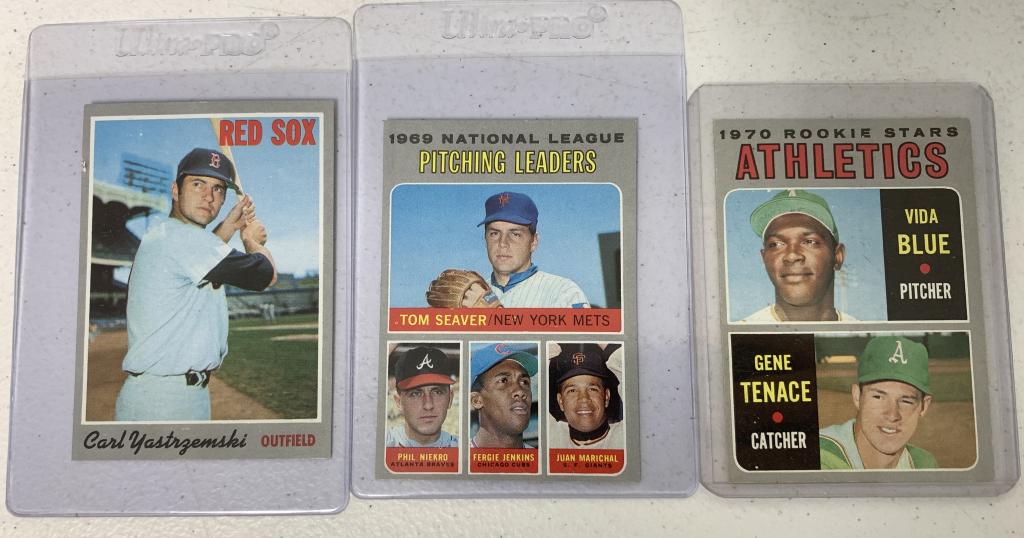 Ultra-PRO
RED SOX
B
Carl Yastrzemski OUTFIELD
Ultra-PRO
1969 NATIONAL LEAGUE
PITCHING LEADERS
TOM SEAVER/NEW YORK METS
A
PHIL NIEKRO
ATLANTA BRAVES
C
FERGIE JENKINS
CHICAGO CUBS
SF
JUAN MARICHAL
S. F. GIANTS
1970 ROOKIE STARS
ATHLETICS
A
VIDA
BLUE
PITCHER
GENE
TENACE
CATCHER
A